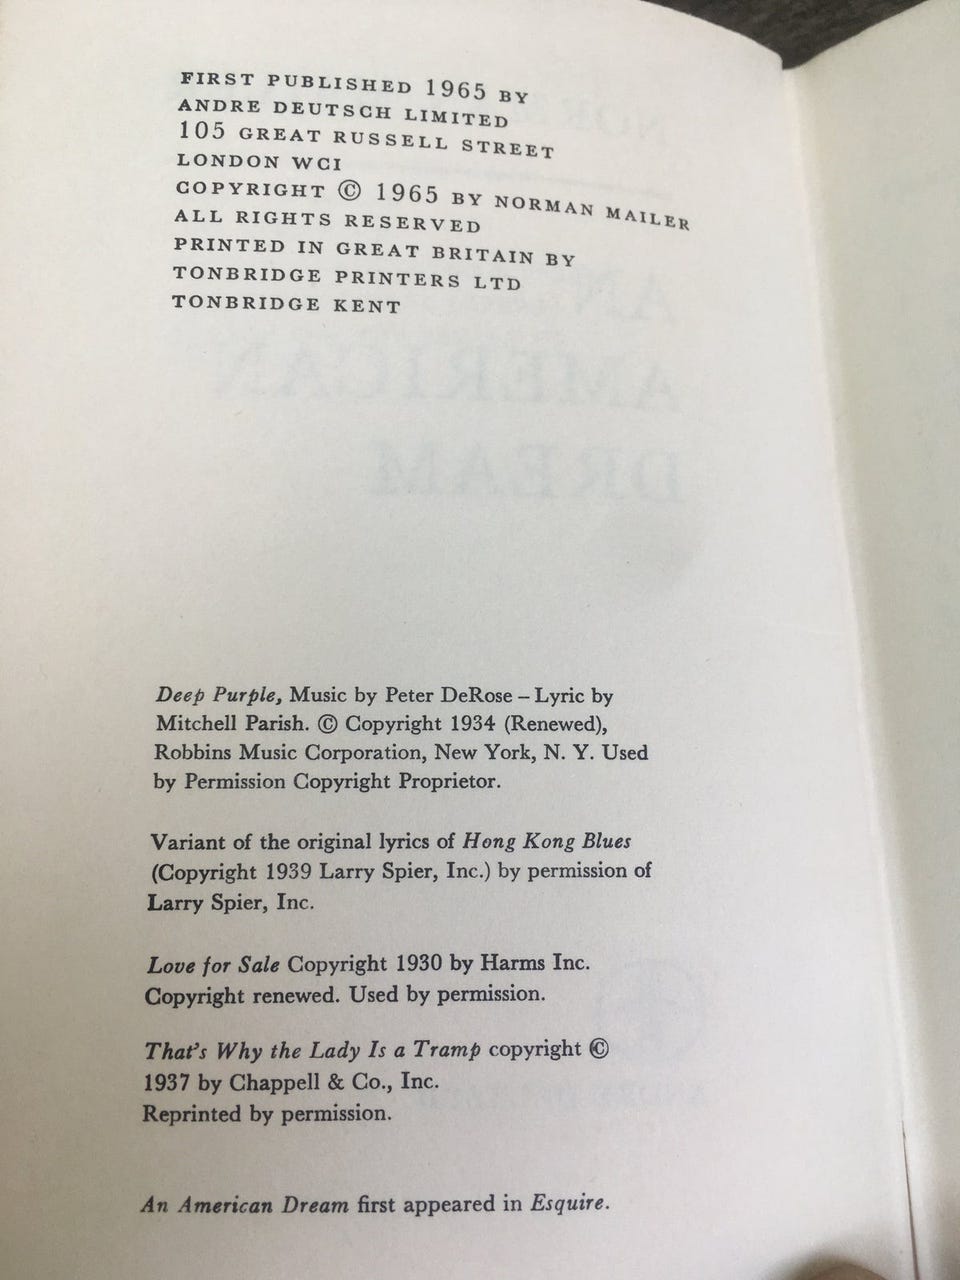 FIRST PUBLISHED 1965 BY
ANDRE DEUTSCH LIMITED
105 GREAT RUSSELL STREET
LONDON WCI
COPYRIGHT © 1965 BY NORMAN MAILER
ALL RIGHTS RESERVED
PRINTED IN GREAT BRITAIN BY
TONBRIDGE PRINTERS LTD
TONBRIDGE KENT
AN
AMERICAN
DREAM
Deep Purple, Music by Peter DeRose – Lyric by
Mitchell Parish. © Copyright 1934 (Renewed),
Robbins Music Corporation, New York, N. Y. Used
by Permission Copyright Proprietor.
Variant of the original lyrics of Hong Kong Blues
(Copyright 1939 Larry Spier, Inc.) by permission of
Larry Spier, Inc.
Love for Sale Copyright 1930 by Harms Inc.
Copyright renewed. Used by permission.
That's Why the Lady Is a Tramp copyright ©
1937 by Chappell & Co., Inc.
Reprinted by permission.
An American Dream first appeared in Esquire.